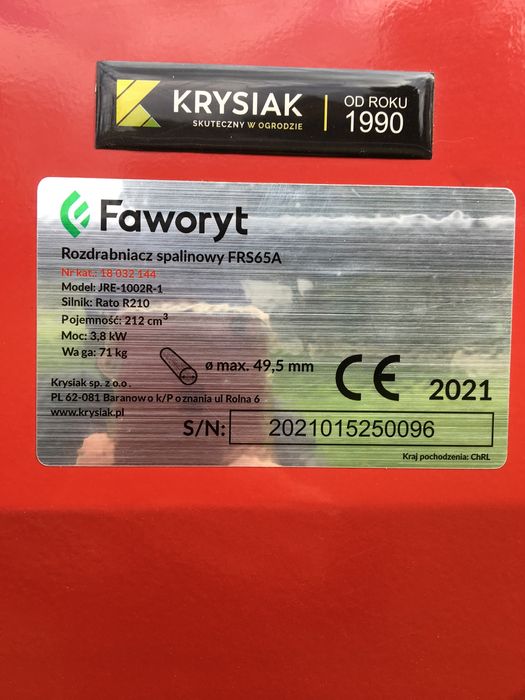 KRYSIAK
SKUTECZNY W OGRODZIE
OD ROKU
1990
Faworyt
Rozdrabniacz spalinowy FRS65A
Nr kat.: 18 032 144
Model: JRE-1002R-1
Silnik: Rato R210
Pojemność: 212 cm³
Moc: 3,8 kW
Waga: 71 kg
ø max. 49,5 mm
CE 2021
Krysiak sp. z o.o.
PL 62-081 Baranowo k/Poznania ul Rolna 6
www.krysiak.pl
S/N: 2021015250096
Kraj pochodzenia: ChRL